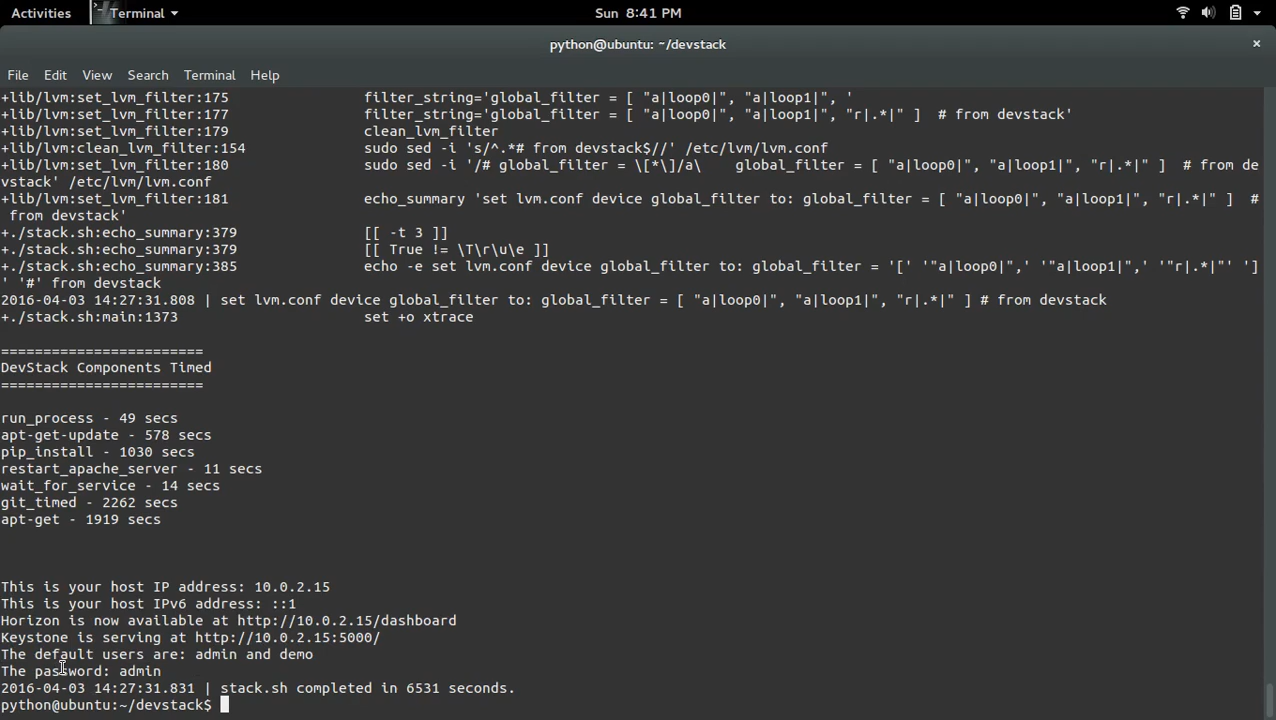 Activities Terminal Sun 8:41 PM
python@ubuntu: ~/devstack ×
File Edit View Search Terminal Help
+lib/lvm:set_lvm_filter:175 filter_string='global_filter = [ "a|loop0|", "a|loop1|", '
+lib/lvm:set_lvm_filter:177 filter_string='global_filter = [ "a|loop0|", "a|loop1|", "r|.*|" ]  # from devstack'
+lib/lvm:set_lvm_filter:179 clean_lvm_filter
+lib/lvm:clean_lvm_filter:154 sudo sed -i 's/^.*# from devstack$//' /etc/lvm/lvm.conf
+lib/lvm:set_lvm_filter:180 sudo sed -i '/# global_filter = \[*\]/a\    global_filter = [ "a|loop0|", "a|loop1|", "r|.*|" ]  # from de
vstack' /etc/lvm/lvm.conf
+lib/lvm:set_lvm_filter:181 echo_summary 'set lvm.conf device global_filter to: global_filter = [ "a|loop0|", "a|loop1|", "r|.*|" ]  #
 from devstack'
+./stack.sh:echo_summary:379 [[ -t 3 ]]
+./stack.sh:echo_summary:379 [[ True != \T\r\u\e ]]
+./stack.sh:echo_summary:385 echo -e set lvm.conf device global_filter to: global_filter = '[' '"a|loop0|",' '"a|loop1|",' '"r|.*|"' ']
' '#' from devstack
2016-04-03 14:27:31.808 | set lvm.conf device global_filter to: global_filter = [ "a|loop0|", "a|loop1|", "r|.*|" ] # from devstack
+./stack.sh:main:1373 set +o xtrace
========================
DevStack Components Timed
========================
run_process - 49 secs
apt-get-update - 578 secs
pip_install - 1030 secs
restart_apache_server - 11 secs
wait_for_service - 14 secs
git_timed - 2262 secs
apt-get - 1919 secs
This is your host IP address: 10.0.2.15
This is your host IPv6 address: ::1
Horizon is now available at http://10.0.2.15/dashboard
Keystone is serving at http://10.0.2.15:5000/
The default users are: admin and demo
The password: admin
2016-04-03 14:27:31.831 | stack.sh completed in 6531 seconds.
python@ubuntu:~/devstack$